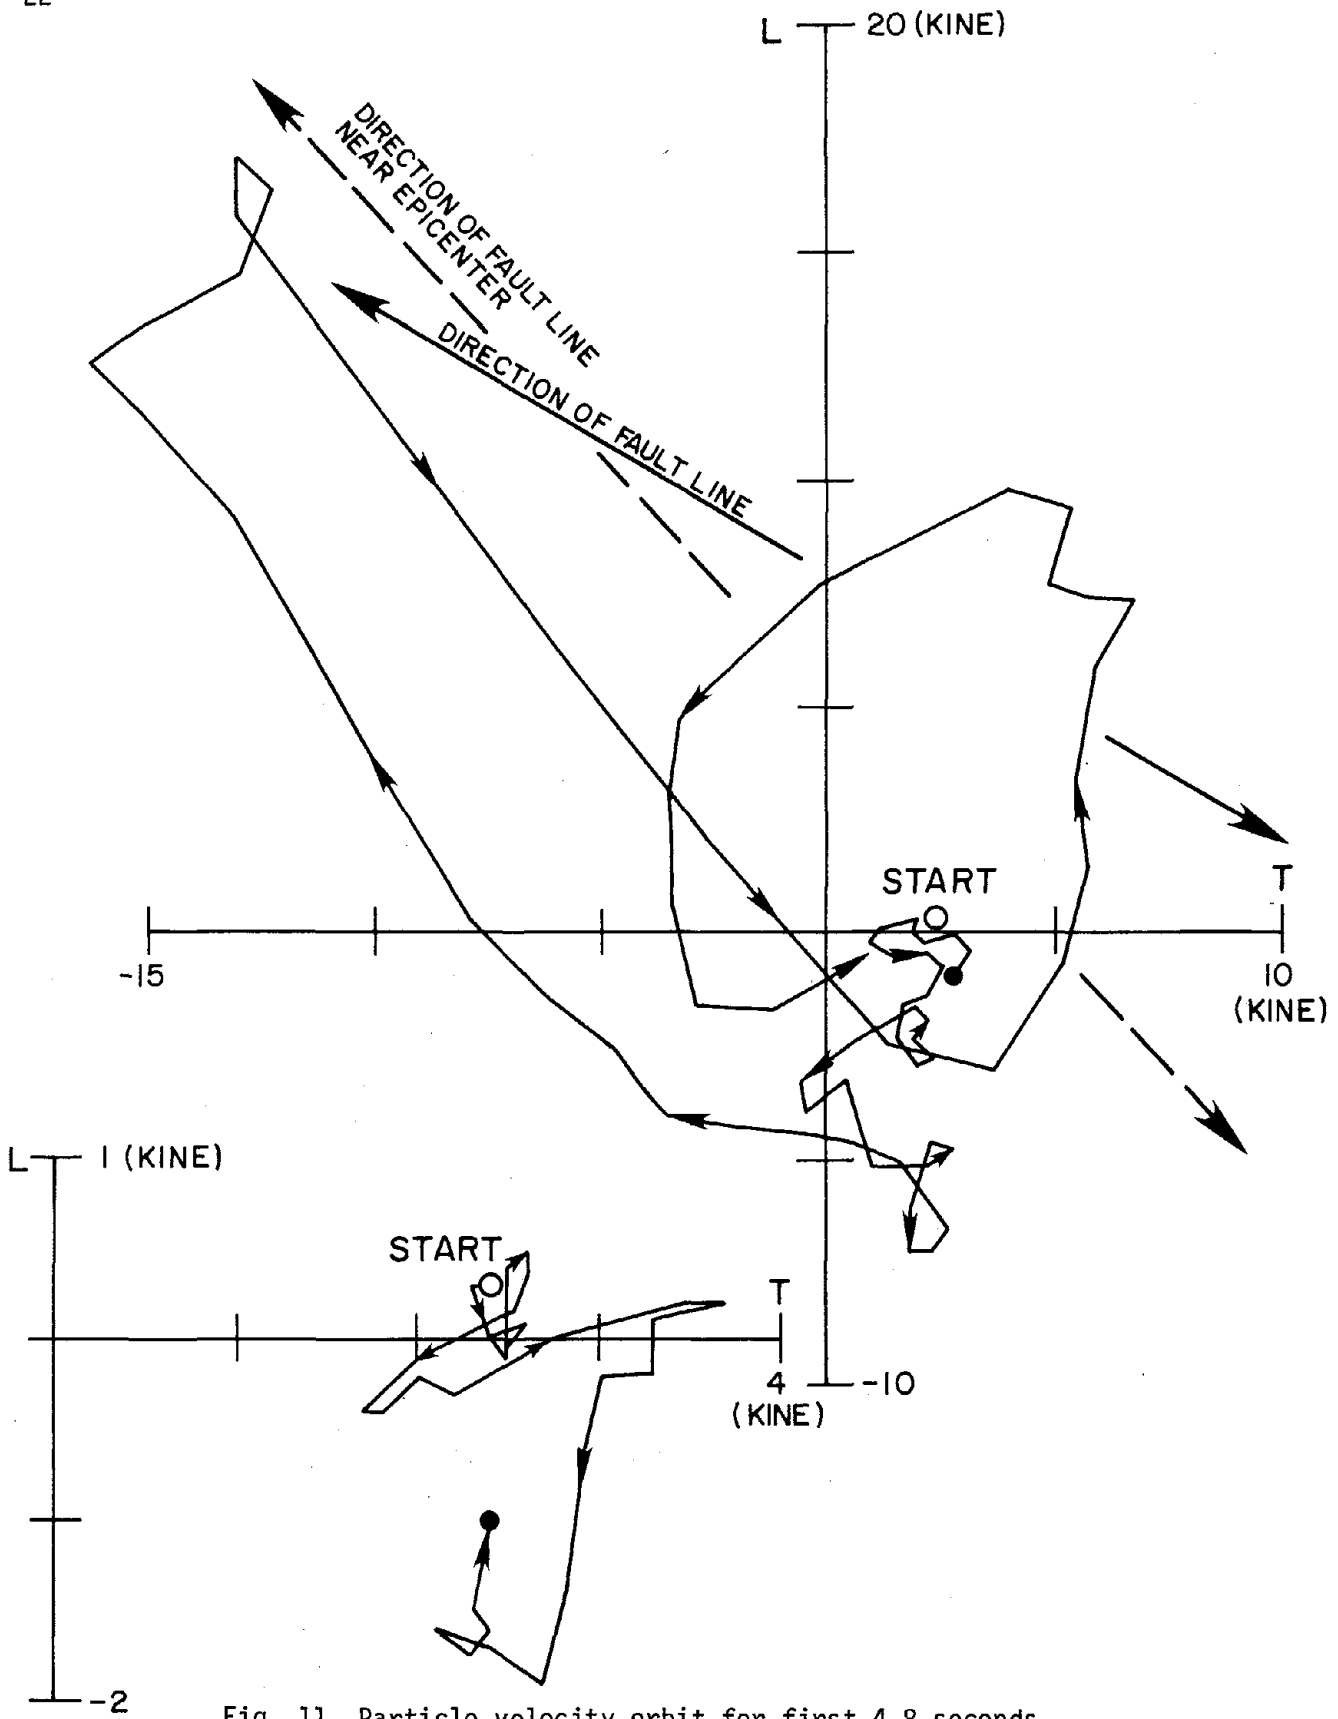 L 20 (KINE)
DIRECTION OF FAULT LINE
NEAR EPICENTER
DIRECTION OF FAULT LINE
START
T
-15
10
(KINE)
L 1 (KINE)
START
T
4
(KINE)
-10
-2
Fig. 11 Particle velocity orbit for first 4.8 seconds